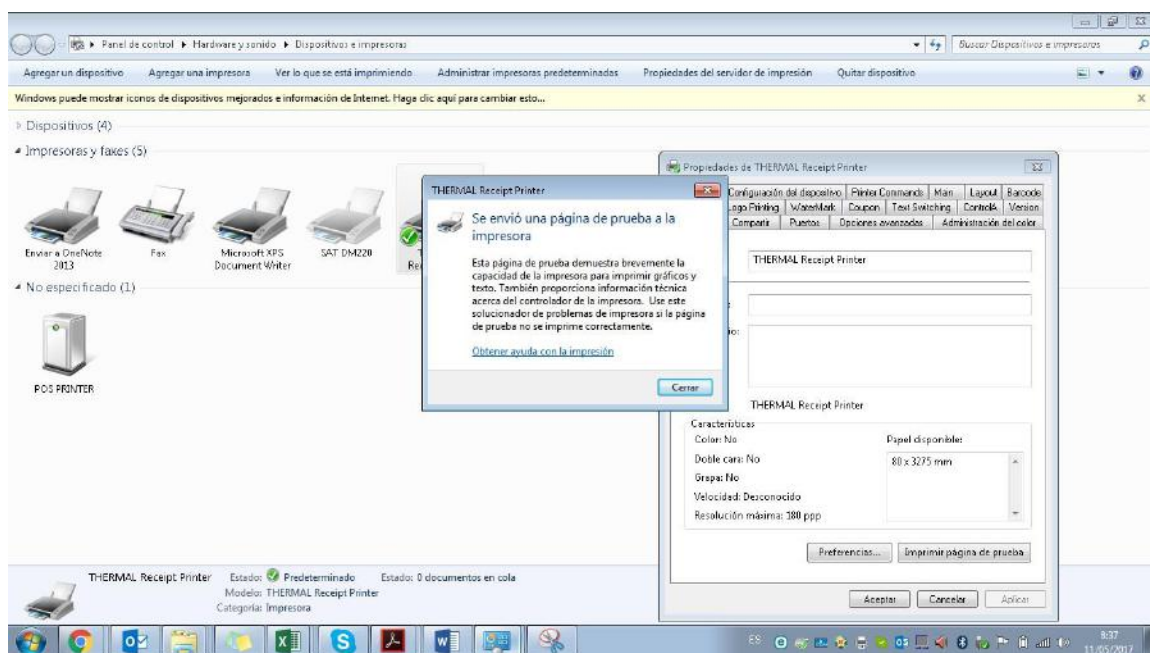 Panel de control ▸ Hardware y sonido ▸ Dispositivos e impresoras
Buscar Dispositivos e impresoras
Agregar un dispositivo Agregar una impresora Ver lo que se está imprimiendo Administrar impresoras predeterminadas Propiedades del servidor de impresión Quitar dispositivo
Windows puede mostrar iconos de dispositivos mejorados e información de Internet. Haga clic aquí para cambiar esto...
Dispositivos (4)
Impresoras y faxes (5)
Enviar a OneNote
2013
Fax
Microsoft XPS
Document Writer
SAT DM220
No especificado (1)
POS PRINTER
THERMAL Receipt Printer
Se envió una página de prueba a la
impresora
Esta página de prueba demuestra brevemente la
capacidad de la impresora para imprimir gráficos y
texto. También proporciona información técnica
acerca del controlador de la impresora. Use este
solucionador de problemas de impresora si la página
de prueba no se imprime correctamente.
Obtener ayuda con la impresión
Cerrar
Propiedades de THERMAL Receipt Printer
Configuración del dispositivo Printer Commands Main Layout Barcode
Logo Printing WaterMark Coupon Text Switching ControlA Version
Compartir Puertos Opciones avanzadas Administración del color
THERMAL Receipt Printer
THERMAL Receipt Printer
Características
Color: No
Doble cara: No
Grapa: No
Velocidad: Desconocido
Resolución máxima: 180 ppp
Papel disponible:
80 x 3275 mm
Preferencias... Imprimir página de prueba
Aceptar Cancelar Aplicar
THERMAL Receipt Printer Estado: Predeterminado Estado: 0 documentos en cola
Modelo: THERMAL Receipt Printer
Categoría: Impresora
ES
8:37
11/05/2017